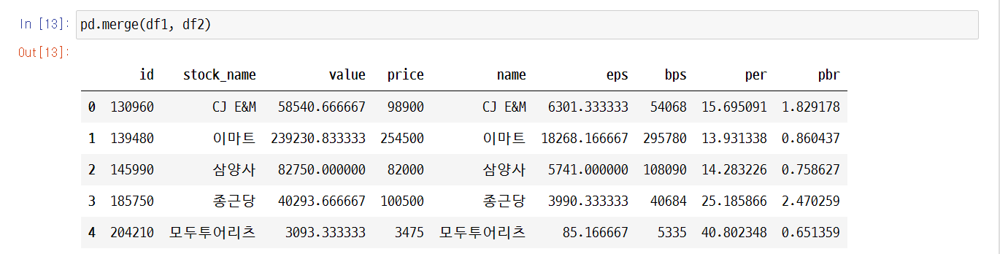 In [13]: pd.merge(df1, df2)
Out[13]:
id stock_name value price name eps bps per pbr
0 130960 CJ E&M 58540.666667 98900 CJ E&M 6301.333333 54068 15.695091 1.829178
1 139480 이마트 239230.833333 254500 이마트 18268.166667 295780 13.931338 0.860437
2 145990 삼양사 82750.000000 82000 삼양사 5741.000000 108090 14.283226 0.758627
3 185750 종근당 40293.666667 100500 종근당 3990.333333 40684 25.185866 2.470259
4 204210 모두투어리츠 3093.333333 3475 모두투어리츠 85.166667 5335 40.802348 0.651359